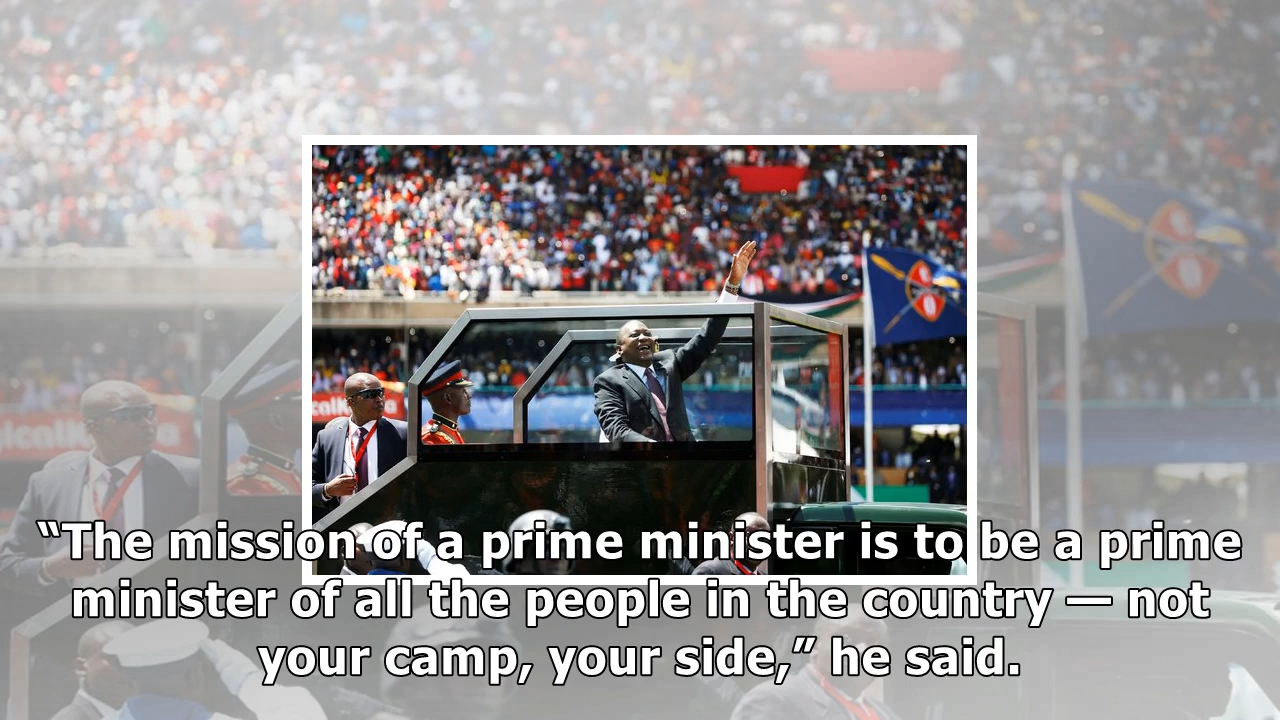 “The mission of a prime minister is to be a prime
minister of all the people in the country — not
your camp, your side,” he said.